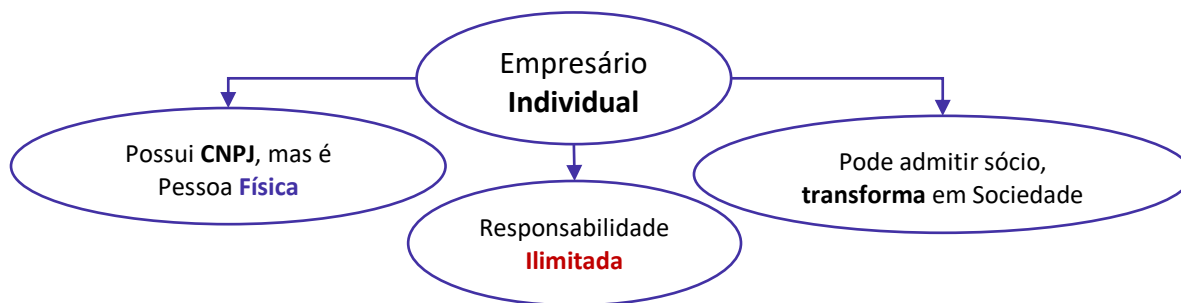 Empresário
Individual
Possui CNPJ, mas é
Pessoa Física
Responsabilidade
Ilimitada
Pode admitir sócio,
transforma em Sociedade